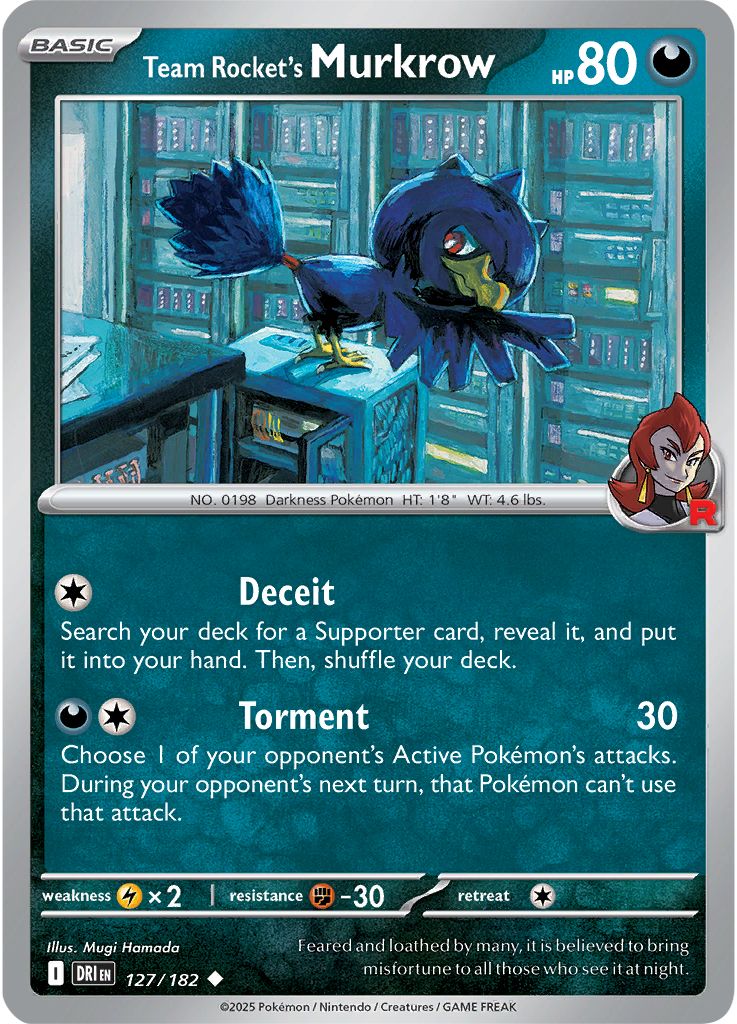 BASIC
Team Rocket's Murkrow HP 80
NO. 0198 Darkness Pokémon HT: 1'8" WT: 4.6 lbs.
R
Deceit
Search your deck for a Supporter card, reveal it, and put
it into your hand. Then, shuffle your deck.
Torment 30
Choose 1 of your opponent's Active Pokémon's attacks.
During your opponent's next turn, that Pokémon can't use
that attack.
weakness ×2 resistance -30 retreat
Illus. Mugi Hamada
Feared and loathed by many, it is believed to bring
misfortune to all those who see it at night.
I DRI EN 127/182
©2025 Pokémon / Nintendo / Creatures / GAME FREAK